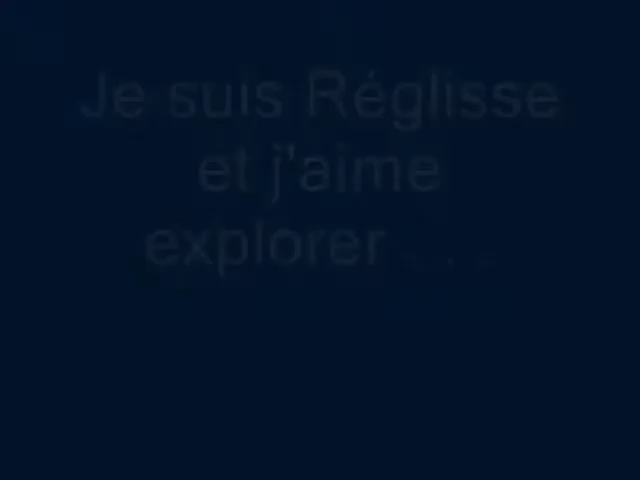 Je suis Réglisse
et j'aime
explorer . . .